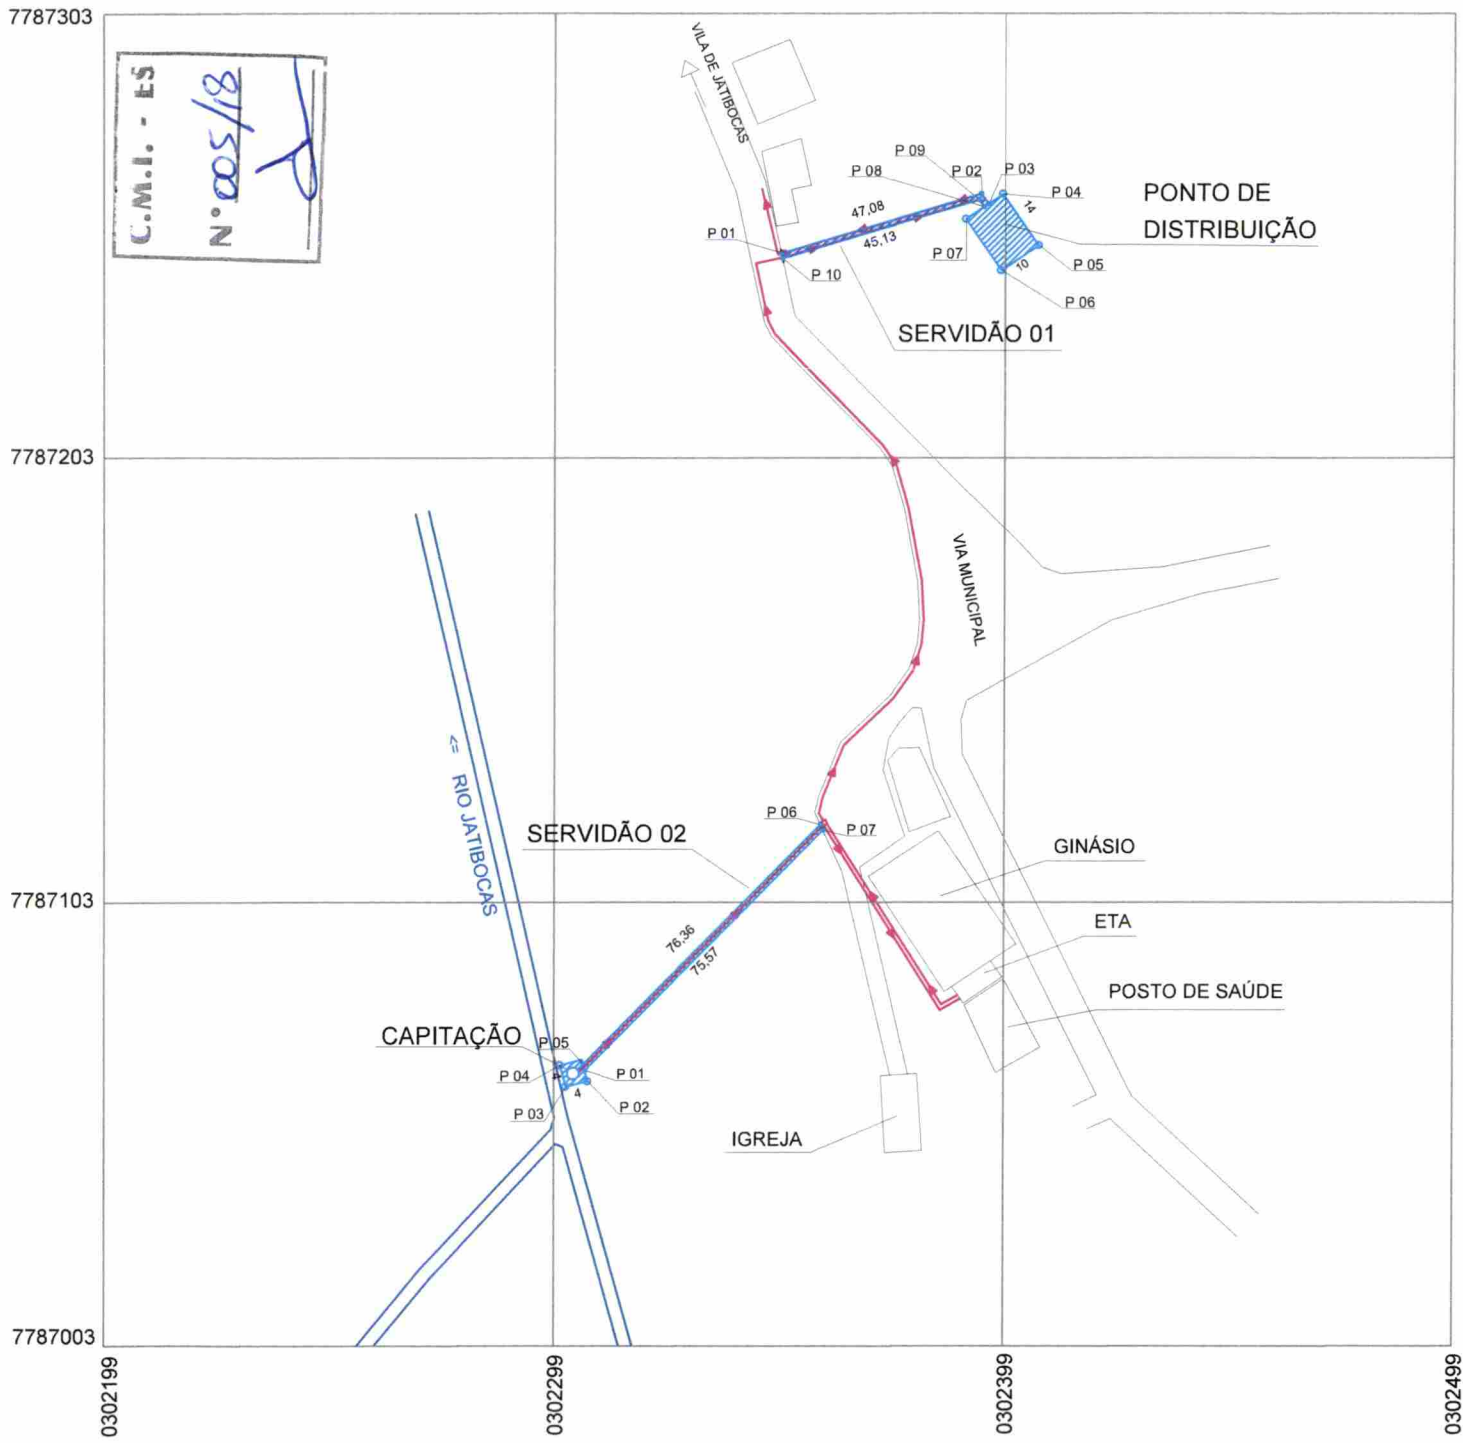 7787303
C.M.I. - ES
N° 005/18
VILA DE JATIBOCAS
P 09
P 08
P 02
P 03
P 04
14
PONTO DE
DISTRIBUIÇÃO
47,08
45,13
P 01
P 10
P 07
10
P 05
P 06
SERVIDÃO 01
7787203
VIA MUNICIPAL
<= RIO JATIBOCAS
P 06
P 07
SERVIDÃO 02
GINÁSIO
7787103
ETA
76,36
75,57
POSTO DE SAÚDE
CAPITAÇÃO
P 05
P 04
4
P 01
4
P 02
P 03
IGREJA
7787003
0302199
0302299
0302399
0302499